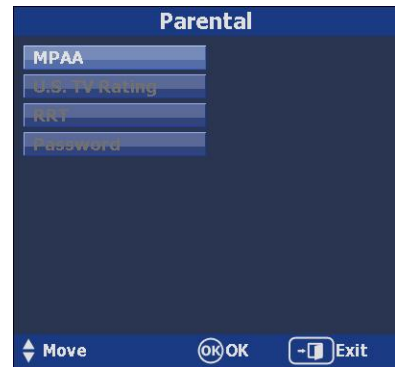 Parental
MPAA
U.S. TV Rating
RRT
Password
Move OK OK Exit